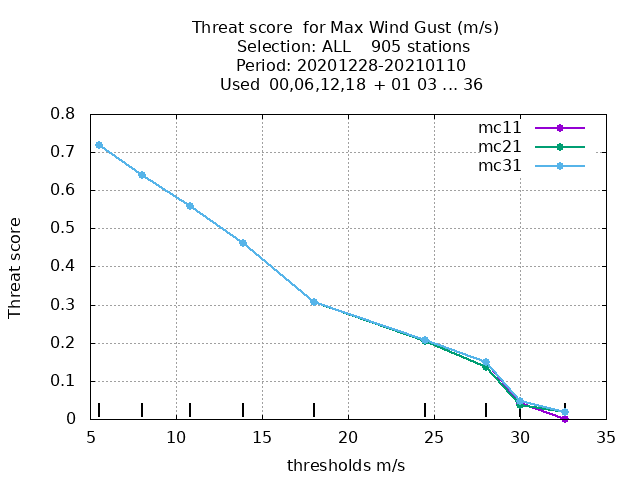 Threat score  for Max Wind Gust (m/s)
Selection: ALL    905 stations
Period: 20201228-20210110
Used  00,06,12,18  + 01 03 ... 36
0.8
mc11
mc21
0.7
mc31
0.6
0.5
Threat score
0.4
0.3
0.2
0.1
0
5 10 15 20 25 30 35
thresholds m/s